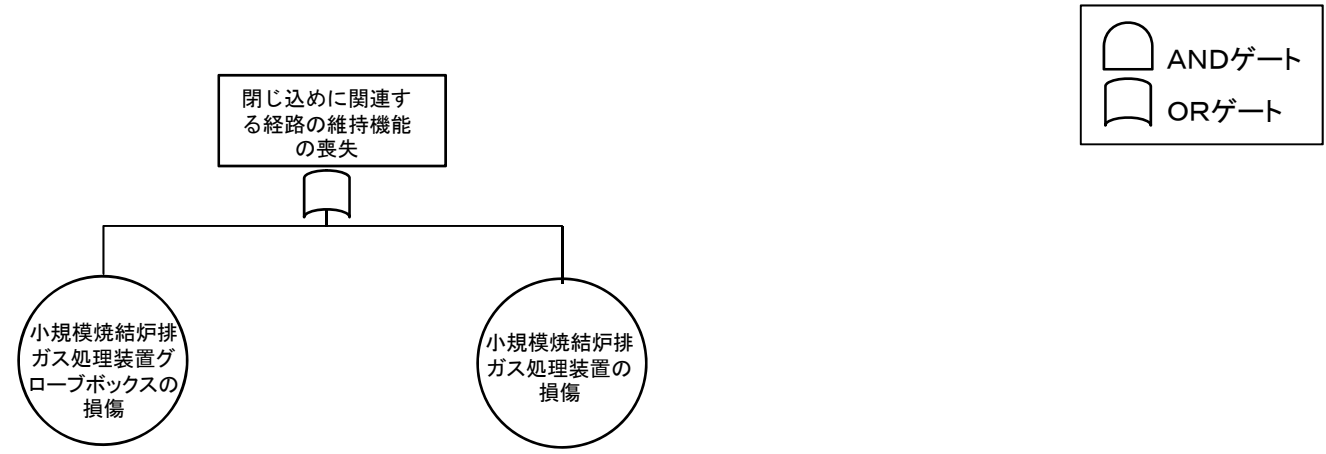 ANDゲート
ORゲート
閉じ込めに関連す
る経路の維持機能
の喪失
小規模焼結炉排
ガス処理装置グ
ローブボックスの
損傷
小規模焼結炉排
ガス処理装置の
損傷